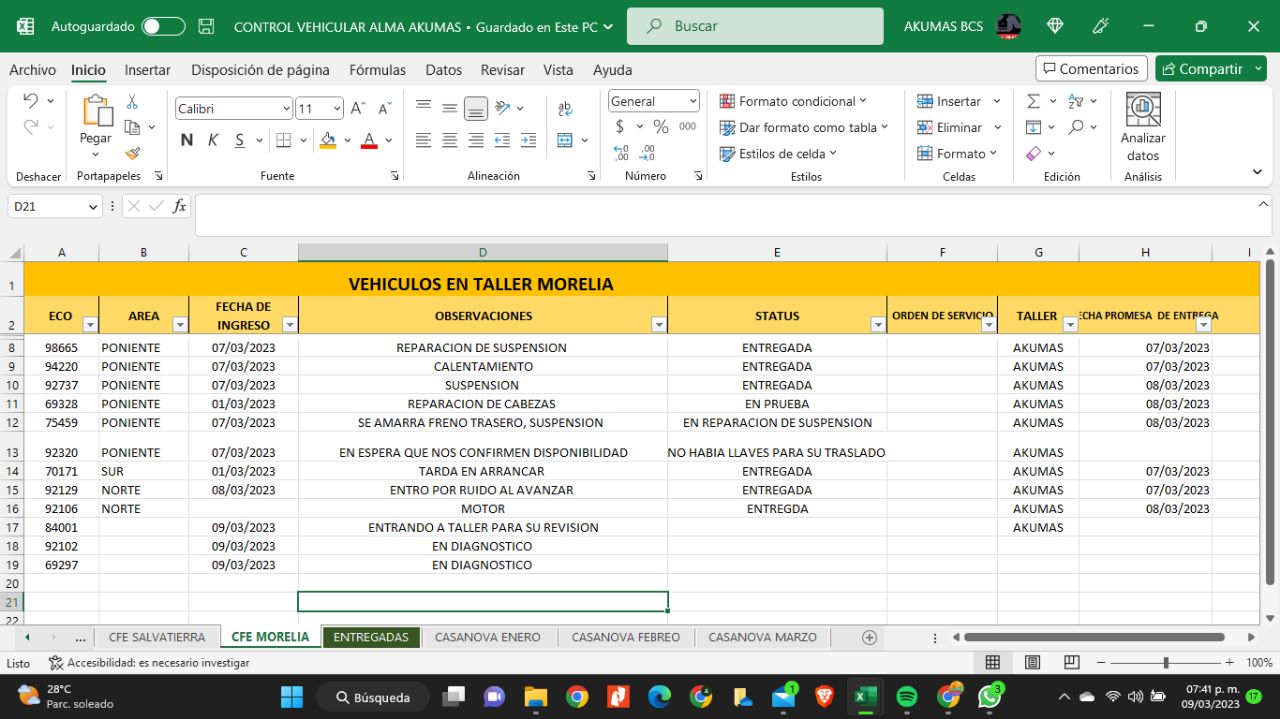 Autoguardado CONTROL VEHICULAR ALMA AKUMAS • Guardado en Este PC Buscar AKUMAS BCS
Archivo Inicio Insertar Disposición de página Fórmulas Datos Revisar Vista Ayuda Comentarios Compartir
Pegar
Calibri 11
N K S
ab
General
$ % 000
Formato condicional
Dar formato como tabla
Estilos de celda
Insertar
Eliminar
Formato
Analizar
datos
Deshacer Portapapeles Fuente Alineación Número Estilos Celdas Edición Análisis
D21 fx
A B C D E F G H I
1 VEHICULOS EN TALLER MORELIA
2 ECO AREA FECHA DE INGRESO OBSERVACIONES STATUS ORDEN DE SERVICIO TALLER ECHA PROMESA DE ENTREGA
8 98665 PONIENTE 07/03/2023 REPARACION DE SUSPENSION ENTREGADA AKUMAS 07/03/2023
9 94220 PONIENTE 07/03/2023 CALENTAMIENTO ENTREGADA AKUMAS 07/03/2023
10 92737 PONIENTE 07/03/2023 SUSPENSION ENTREGADA AKUMAS 08/03/2023
11 69328 PONIENTE 01/03/2023 REPARACION DE CABEZAS EN PRUEBA AKUMAS 08/03/2023
12 75459 PONIENTE 07/03/2023 SE AMARRA FRENO TRASERO, SUSPENSION EN REPARACION DE SUSPENSION AKUMAS 08/03/2023
13 92320 PONIENTE 07/03/2023 EN ESPERA QUE NOS CONFIRMEN DISPONIBILIDAD NO HABIA LLAVES PARA SU TRASLADO AKUMAS
14 70171 SUR 01/03/2023 TARDA EN ARRANCAR ENTREGADA AKUMAS 07/03/2023
15 92129 NORTE 08/03/2023 ENTRO POR RUIDO AL AVANZAR ENTREGADA AKUMAS 07/03/2023
16 92106 NORTE MOTOR ENTREGDA AKUMAS 08/03/2023
17 84001 09/03/2023 ENTRANDO A TALLER PARA SU REVISION AKUMAS
18 92102 09/03/2023 EN DIAGNOSTICO
19 69297 09/03/2023 EN DIAGNOSTICO
20
21
22
... CFE SALVATIERRA CFE MORELIA ENTREGADAS CASANOVA ENERO CASANOVA FEBREO CASANOVA MARZO
Listo Accesibilidad: es necesario investigar 100%
28°C
Parc. soleado
Búsqueda
1
3
07:41 p. m.
09/03/2023
17